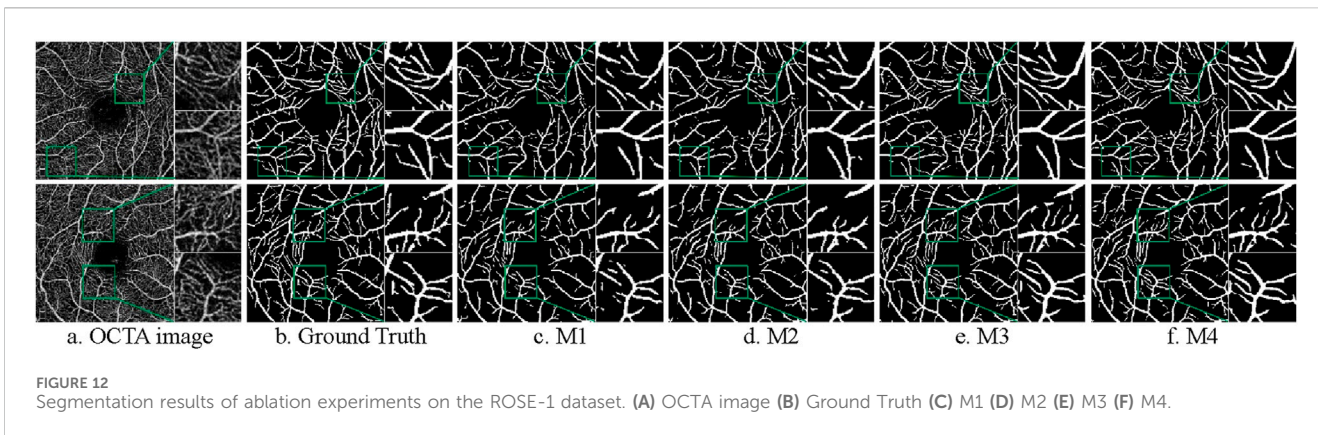 a. OCTA image
b. Ground Truth
c. M1
d. M2
e. M3
f. M4
FIGURE 12
Segmentation results of ablation experiments on the ROSE-1 dataset. (A) OCTA image (B) Ground Truth (C) M1 (D) M2 (E) M3 (F) M4.